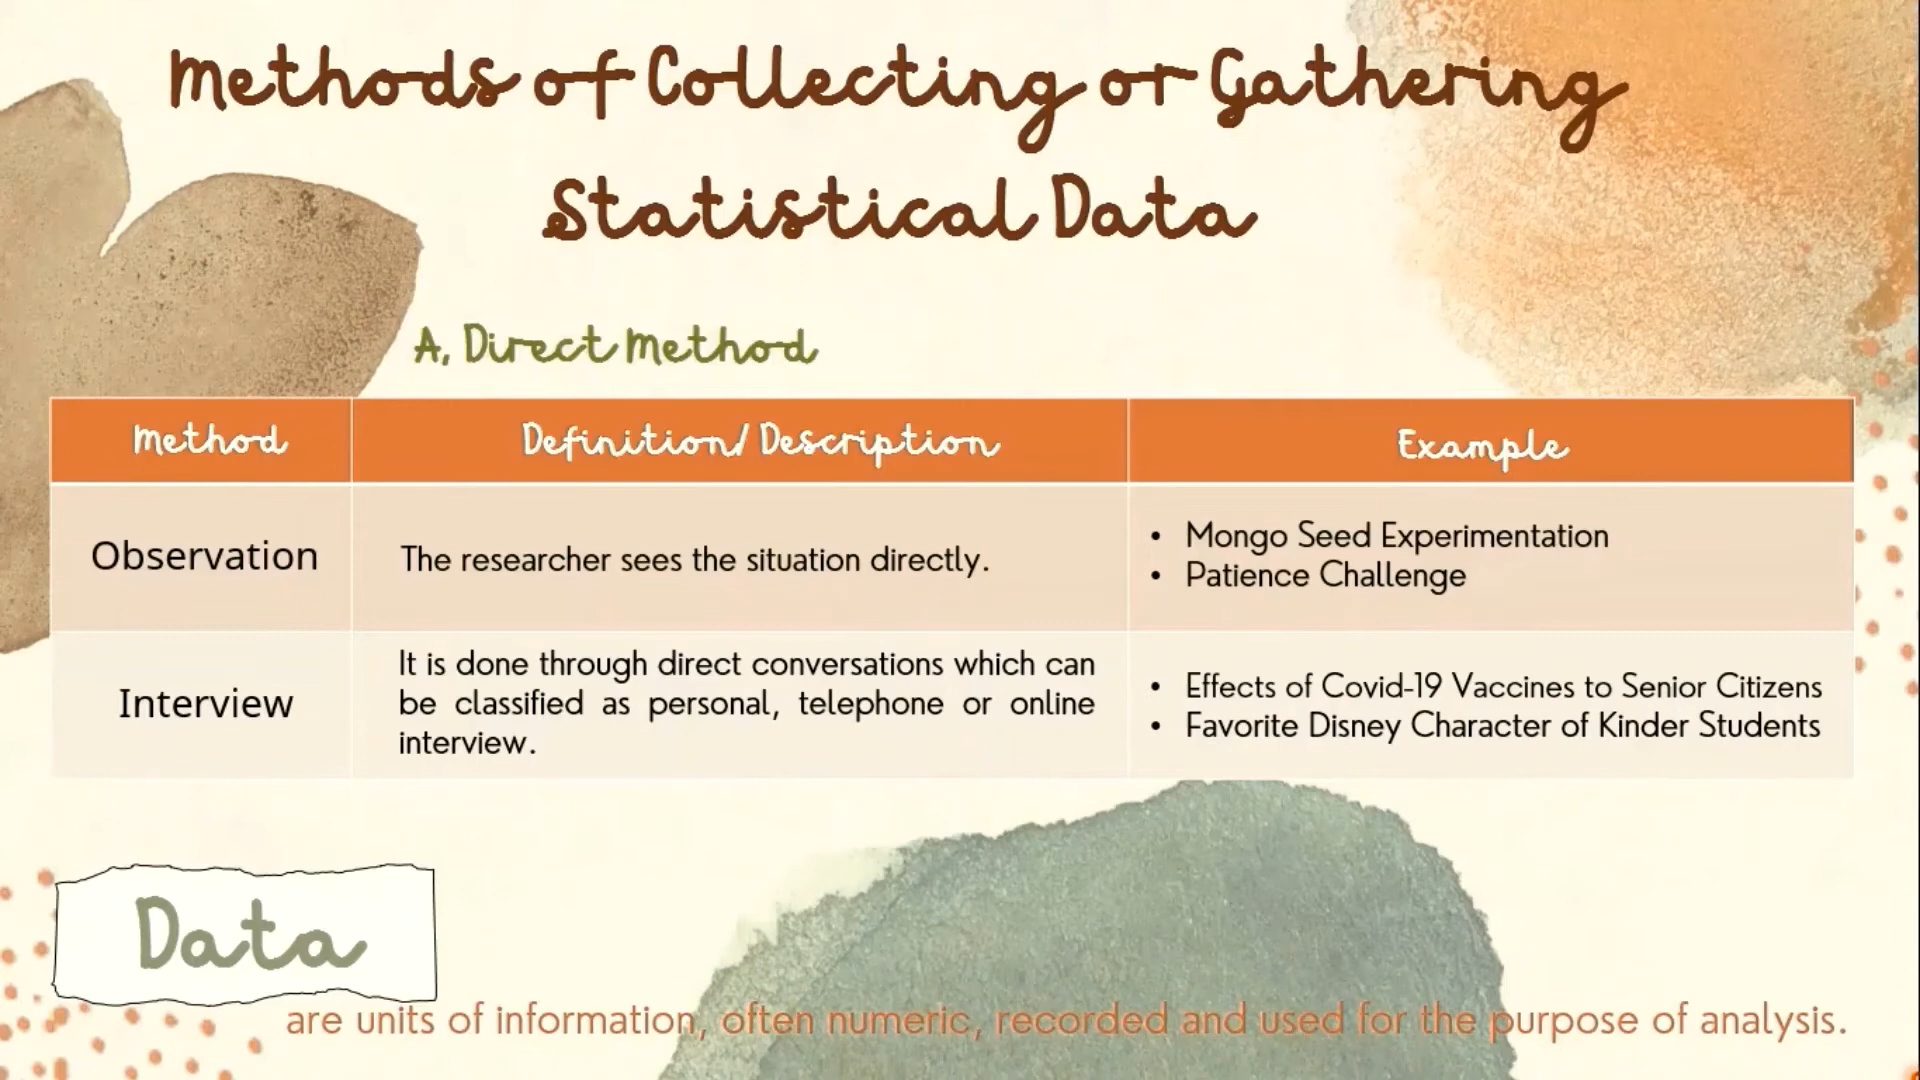 Methods of Collecting or Gathering
Statistical Data
A. Direct Method
Method
Definition/ Description
Example
Observation
The researcher sees the situation directly.
• Mongo Seed Experimentation
• Patience Challenge
Interview
It is done through direct conversations which can
be classified as personal, telephone or online
interview.
• Effects of Covid-19 Vaccines to Senior Citizens
• Favorite Disney Character of Kinder Students
Data
are units of information, often numeric, recorded and used for the purpose of analysis.